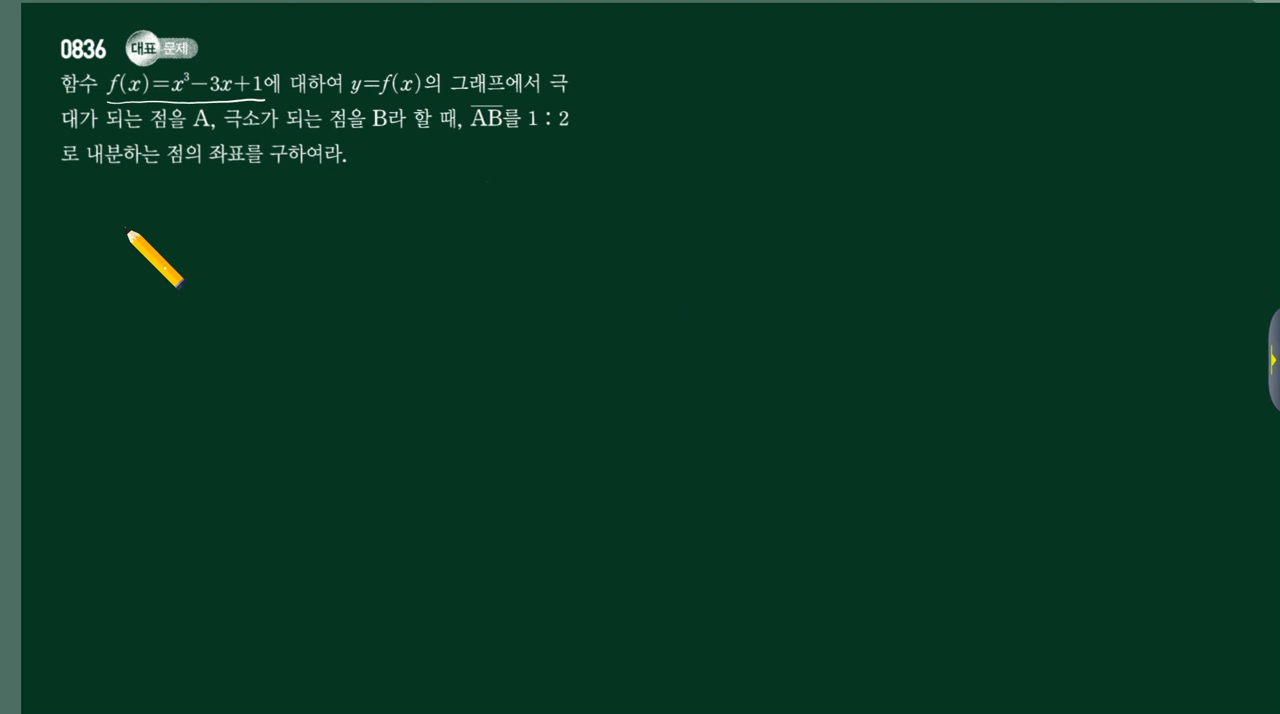 0836 대표 문제
함수 f(x)=x³−3x+1에 대하여 y=f(x)의 그래프에서 극
대가 되는 점을 A, 극소가 되는 점을 B라 할 때, A̅B̅를 1 : 2
로 내분하는 점의 좌표를 구하여라.